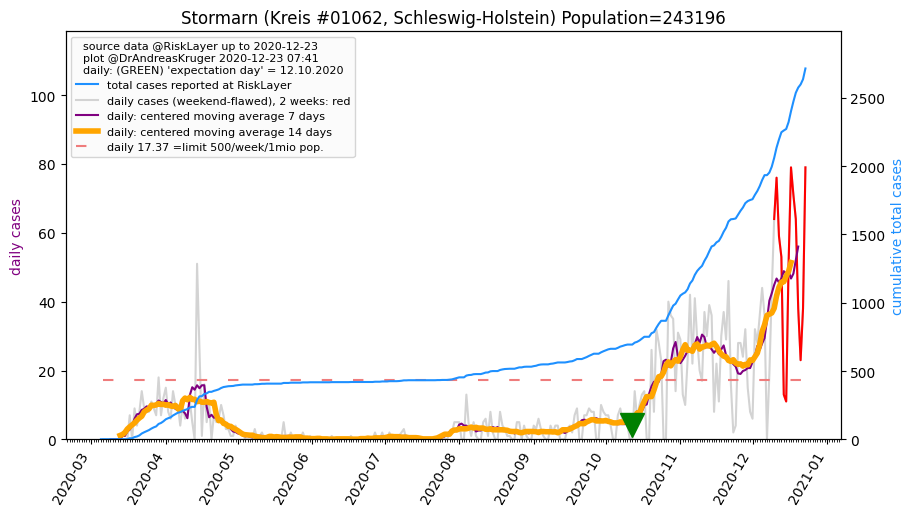 Stormarn (Kreis #01062, Schleswig-Holstein) Population=243196
source data @RiskLayer up to 2020-12-23
plot @DrAndreasKruger 2020-12-23 07:41
daily: (GREEN) 'expectation day' = 12.10.2020
total cases reported at RiskLayer
daily cases (weekend-flawed), 2 weeks: red
daily: centered moving average 7 days
daily: centered moving average 14 days
daily 17.37 =limit 500/week/1mio pop.
daily cases
100
80
60
40
20
0
2500
2000
1500
1000
500
0
cumulative total cases
2020-03
2020-04
2020-05
2020-06
2020-07
2020-08
2020-09
2020-10
2020-11
2020-12
2021-01